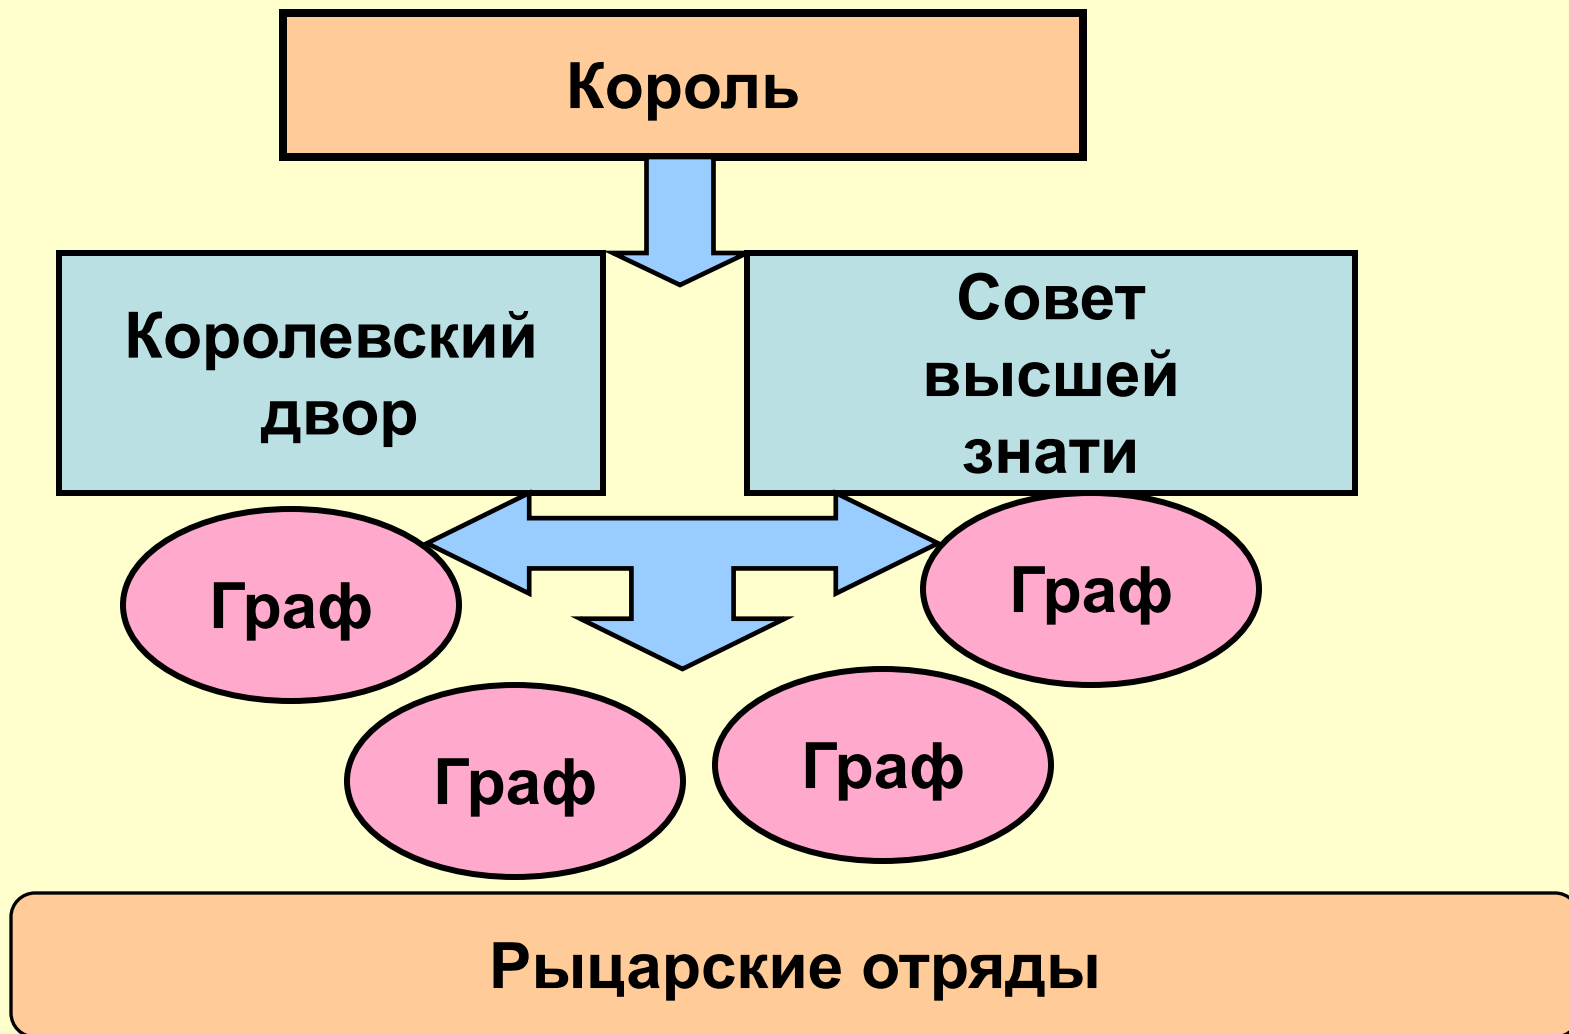 Король
Королевский
двор
Совет
высшей
знати
Граф
Граф
Граф
Граф
Рыцарские отряды